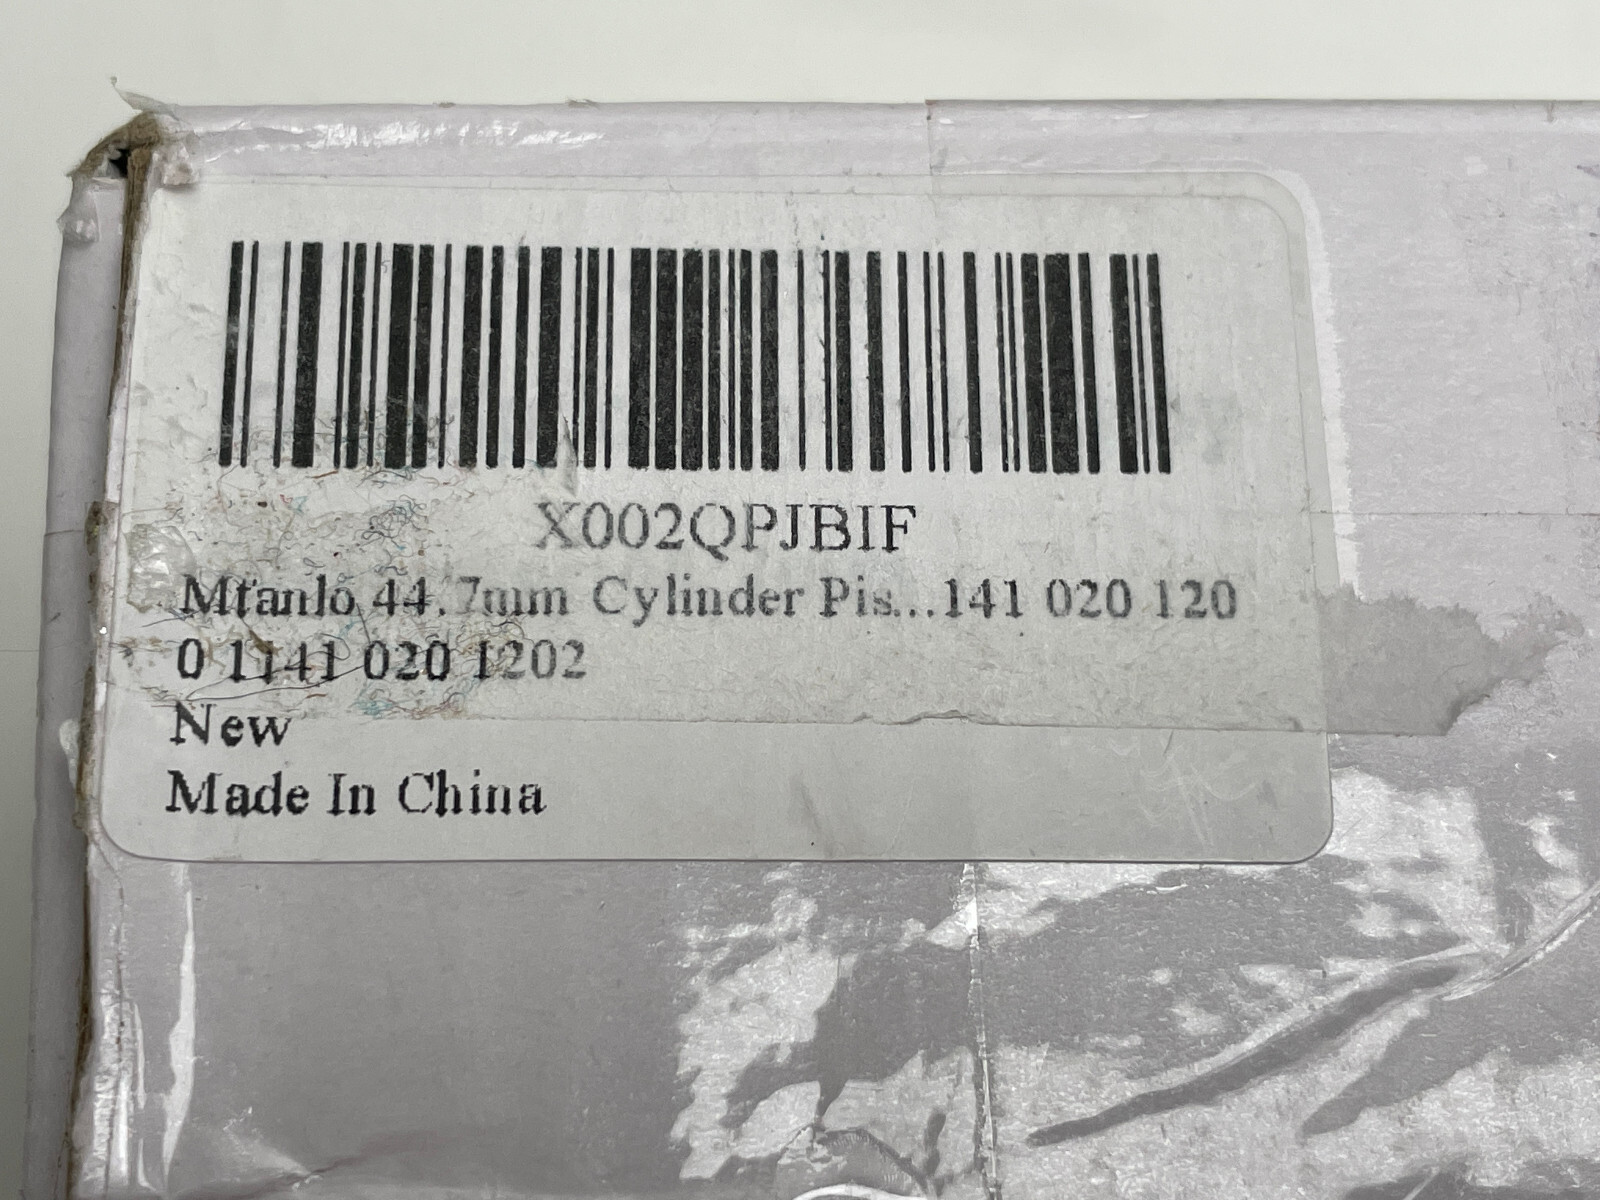 X002QPJBIF
Mtanlo 44.7mm Cylinder Pis...141 020 120
0 1141 020 1202
New
Made In China